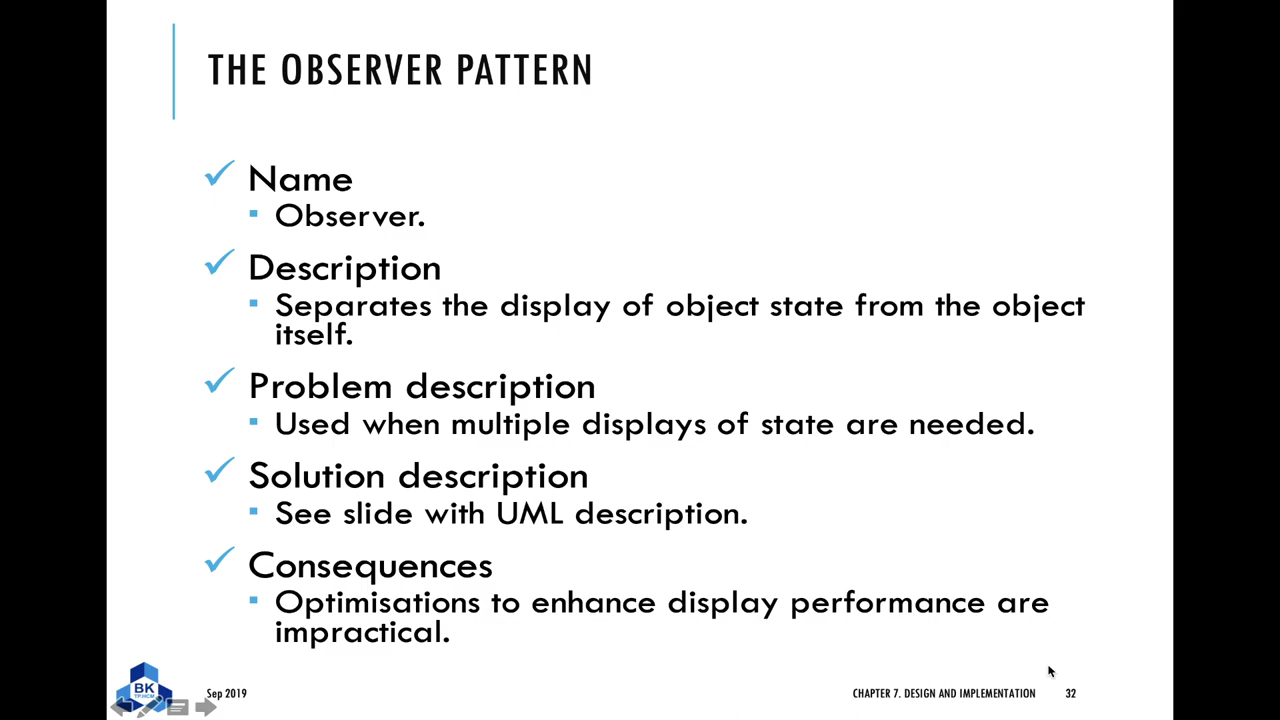 THE OBSERVER PATTERN
Name
Observer.
Description
Separates the display of object state from the object
itself.
Problem description
Used when multiple displays of state are needed.
Solution description
See slide with UML description.
Consequences
Optimisations to enhance display performance are
impractical.
BK
TP.HCM
Sep 2019
CHAPTER 7. DESIGN AND IMPLEMENTATION
32